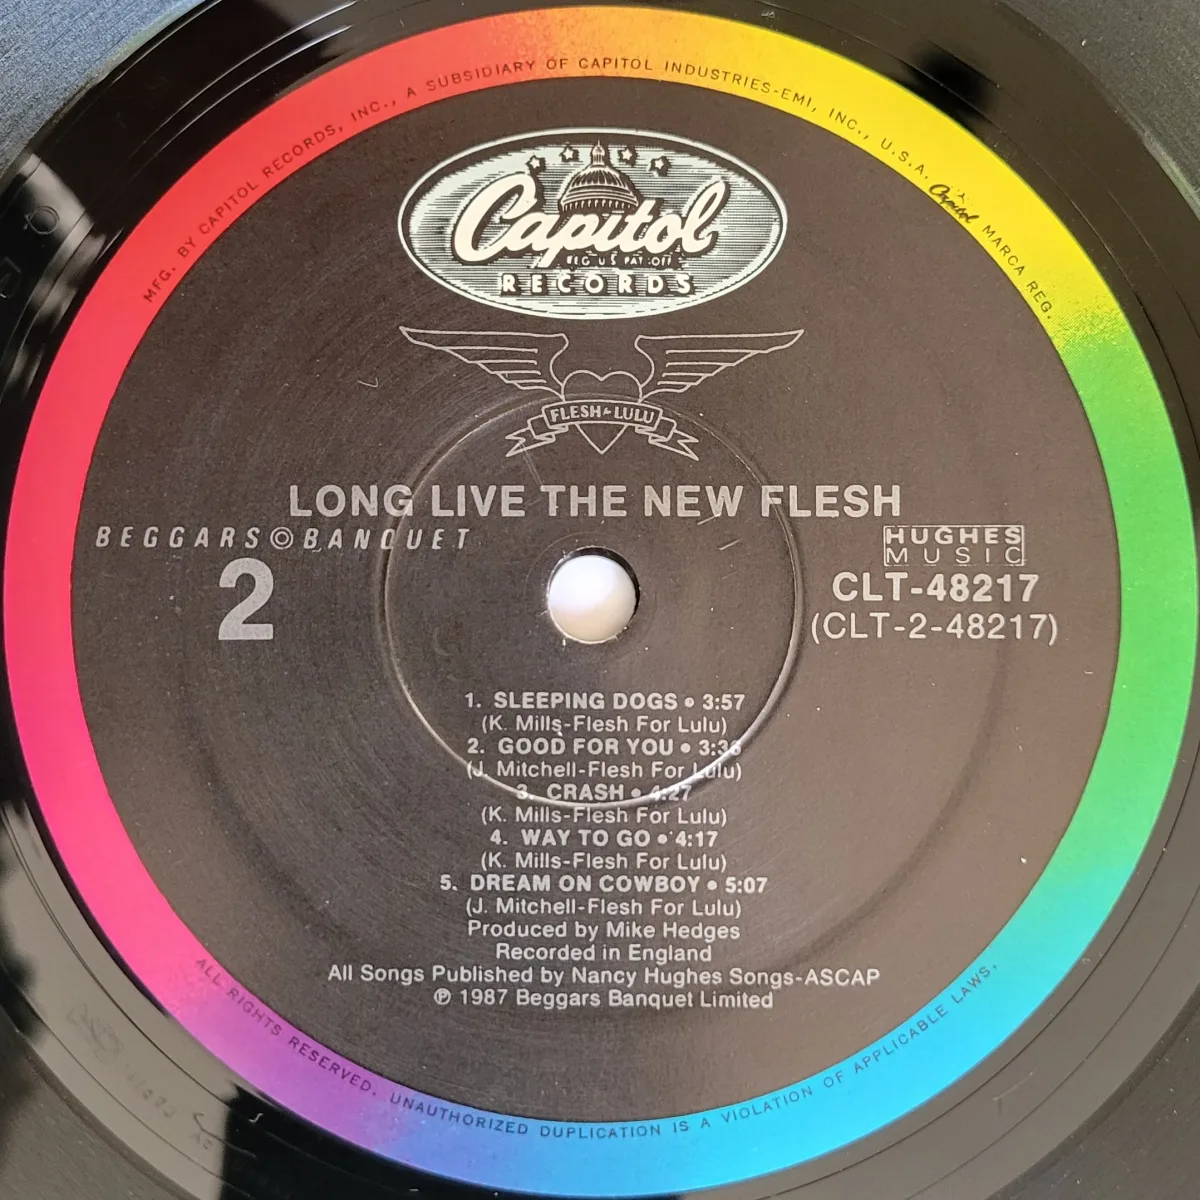 MFG. BY CAPITOL RECORDS, INC., A SUBSIDIARY OF CAPITOL INDUSTRIES-EMI, INC., U.S.A. Capitol MARCA REG.
Capitol
REG U S PAT OFF
RECORDS
FLESH LULU
LONG LIVE THE NEW FLESH
BEGGARS BANQUET
HUGHES
MUSIC
2
CLT-48217
(CLT-2-48217)
1. SLEEPING DOGS • 3:57
(K. Mills-Flesh For Lulu)
2. GOOD FOR YOU • 3:36
(J. Mitchell-Flesh For Lulu)
3. CRASH • 4:27
(K. Mills-Flesh For Lulu)
4. WAY TO GO • 4:17
(K. Mills-Flesh For Lulu)
5. DREAM ON COWBOY • 5:07
(J. Mitchell-Flesh For Lulu)
Produced by Mike Hedges
Recorded in England
All Songs Published by Nancy Hughes Songs-ASCAP
℗ 1987 Beggars Banquet Limited
ALL RIGHTS RESERVED. UNAUTHORIZED DUPLICATION IS A VIOLATION OF APPLICABLE LAWS.